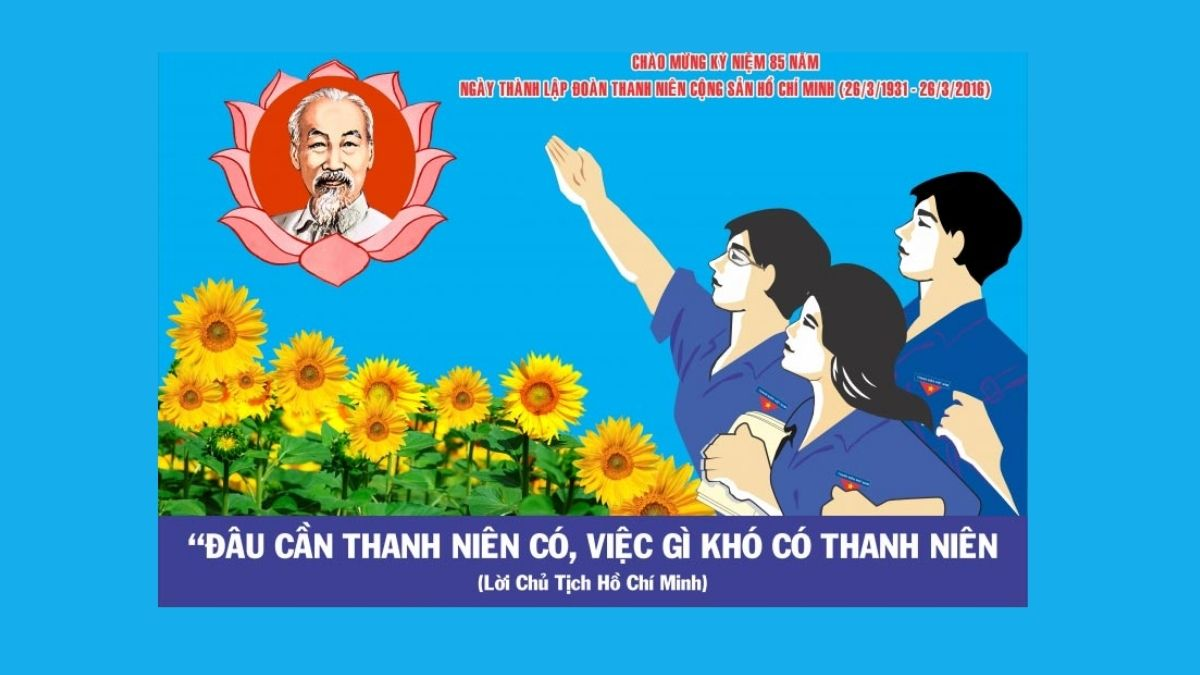 CHÀO MỪNG KỶ NIỆM 85 NĂM
NGÀY THÀNH LẬP ĐOÀN THANH NIÊN CỘNG SẢN HỒ CHÍ MINH (26/3/1931 - 26/3/2016)
“ĐÂU CẦN THANH NIÊN CÓ, VIỆC GÌ KHÓ CÓ THANH NIÊN
(Lời Chủ Tịch Hồ Chí Minh)